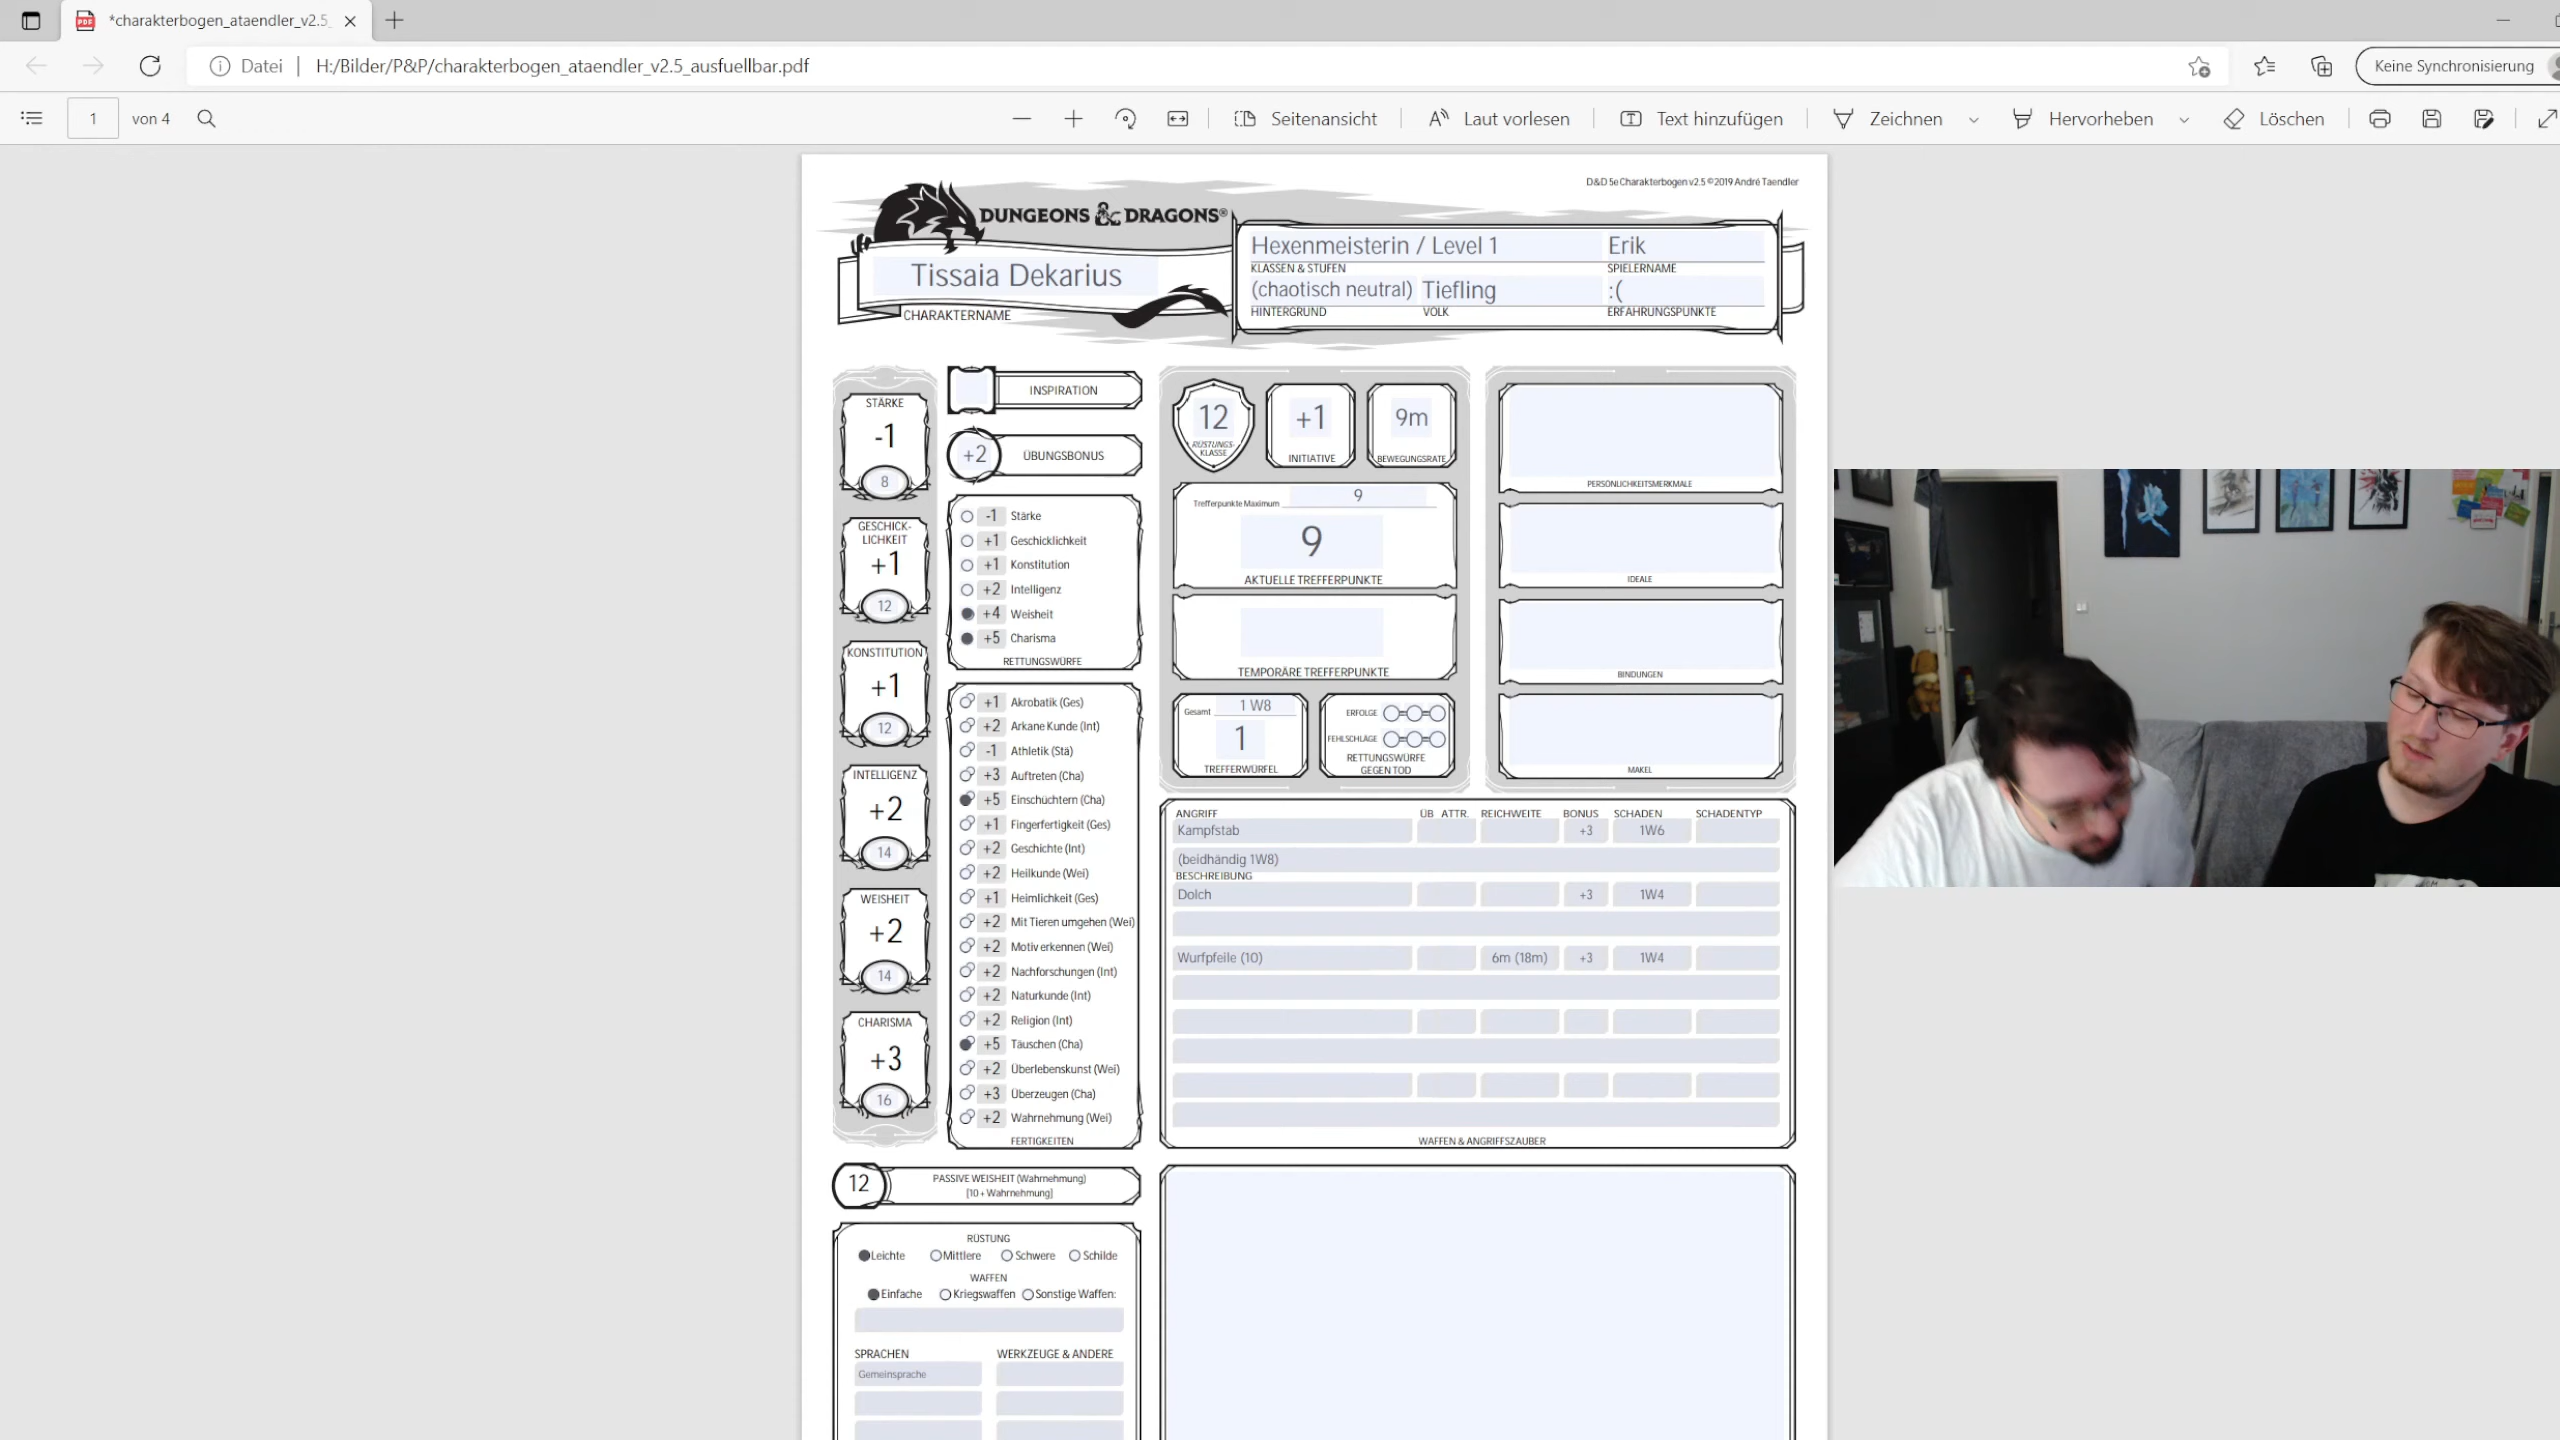 *charakterbogen_ataendler_v2.5_
Datei
H:/Bilder/P&P/charakterbogen_ataendler_v2.5_ausfuellbar.pdf
Keine Synchronisierung
1 von 4
Seitenansicht
Laut vorlesen
Text hinzufügen
Zeichnen
Hervorheben
Löschen
D&D 5e Charakterbogen v2.5 ©2019 André Taendler
DUNGEONS & DRAGONS®
Tissaia Dekarius
CHARAKTERNAME
Hexenmeisterin / Level 1 Erik
KLASSEN & STUFEN SPIELERNAME
(chaotisch neutral) Tiefling :(
HINTERGRUND VOLK ERFAHRUNGSPUNKTE
STÄRKE
-1
8
GESCHICK-
LICHKEIT
+1
12
KONSTITUTION
+1
12
INTELLIGENZ
+2
14
WEISHEIT
+2
14
CHARISMA
+3
16
INSPIRATION
+2 ÜBUNGSBONUS
-1 Stärke
+1 Geschicklichkeit
+1 Konstitution
+2 Intelligenz
+4 Weisheit
+5 Charisma
RETTUNGSWÜRFE
+1 Akrobatik (Ges)
+2 Arkane Kunde (Int)
-1 Athletik (Stä)
+3 Auftreten (Cha)
+5 Einschüchtern (Cha)
+1 Fingerfertigkeit (Ges)
+2 Geschichte (Int)
+2 Heilkunde (Wei)
+1 Heimlichkeit (Ges)
+2 Mit Tieren umgehen (Wei)
+2 Motiv erkennen (Wei)
+2 Nachforschungen (Int)
+2 Naturkunde (Int)
+2 Religion (Int)
+5 Täuschen (Cha)
+2 Überlebenskunst (Wei)
+3 Überzeugen (Cha)
+2 Wahrnehmung (Wei)
FERTIGKEITEN
12
RÜSTUNGS-
KLASSE
+1
INITIATIVE
9m
BEWEGUNGSRATE
Trefferpunkte Maximum 9
9
AKTUELLE TREFFERPUNKTE
TEMPORÄRE TREFFERPUNKTE
Gesamt 1 W8
1
TREFFERWÜRFEL
ERFOLGE
FEHLSCHLÄGE
RETTUNGSWÜRFE
GEGEN TOD
PERSÖNLICHKEITSMERKMALE
IDEALE
BINDUNGEN
MAKEL
ANGRIFF ÜB ATTR. REICHWEITE BONUS SCHADEN SCHADENTYP
Kampfstab +3 1W6
(beidhändig 1W8)
BESCHREIBUNG
Dolch +3 1W4
Wurfpfeile (10) 6m (18m) +3 1W4
WAFFEN & ANGRIFFSZAUBER
12 PASSIVE WEISHEIT (Wahrnehmung)
[10 + Wahrnehmung]
RÜSTUNG
Leichte Mittlere Schwere Schilde
WAFFEN
Einfache Kriegswaffen Sonstige Waffen:
SPRACHEN WERKZEUGE & ANDERE
Gemeinsprache